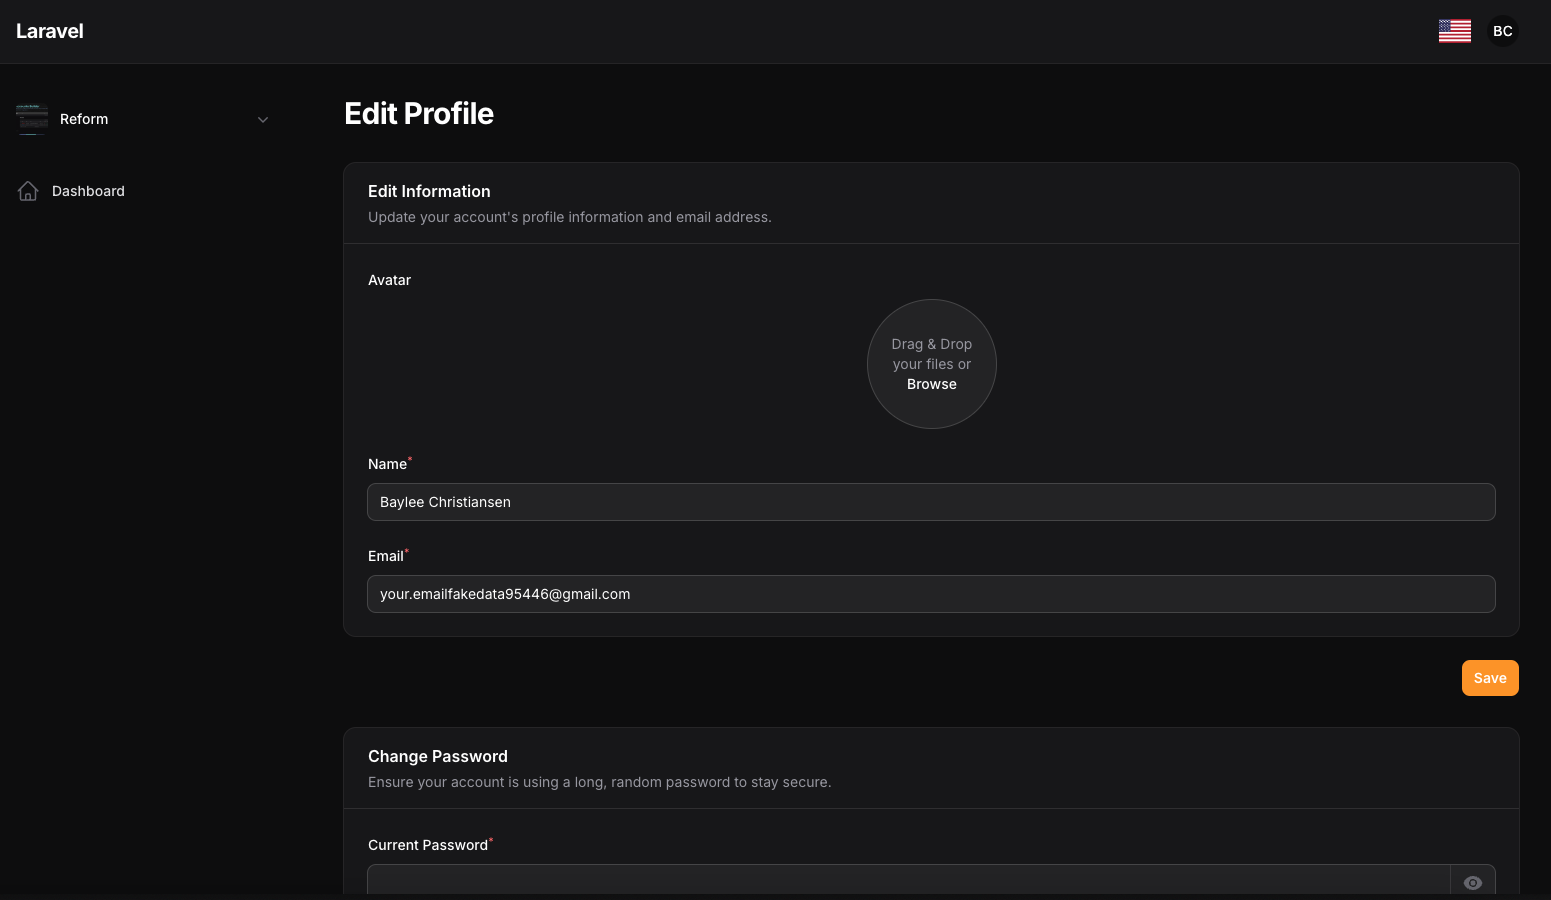 Laravel
BC
Reform
Dashboard
Edit Profile
Edit Information
Update your account's profile information and email address.
Avatar
Drag & Drop
your files or
Browse
Name*
Baylee Christiansen
Email*
your.emailfakedata95446@gmail.com
Save
Change Password
Ensure your account is using a long, random password to stay secure.
Current Password*